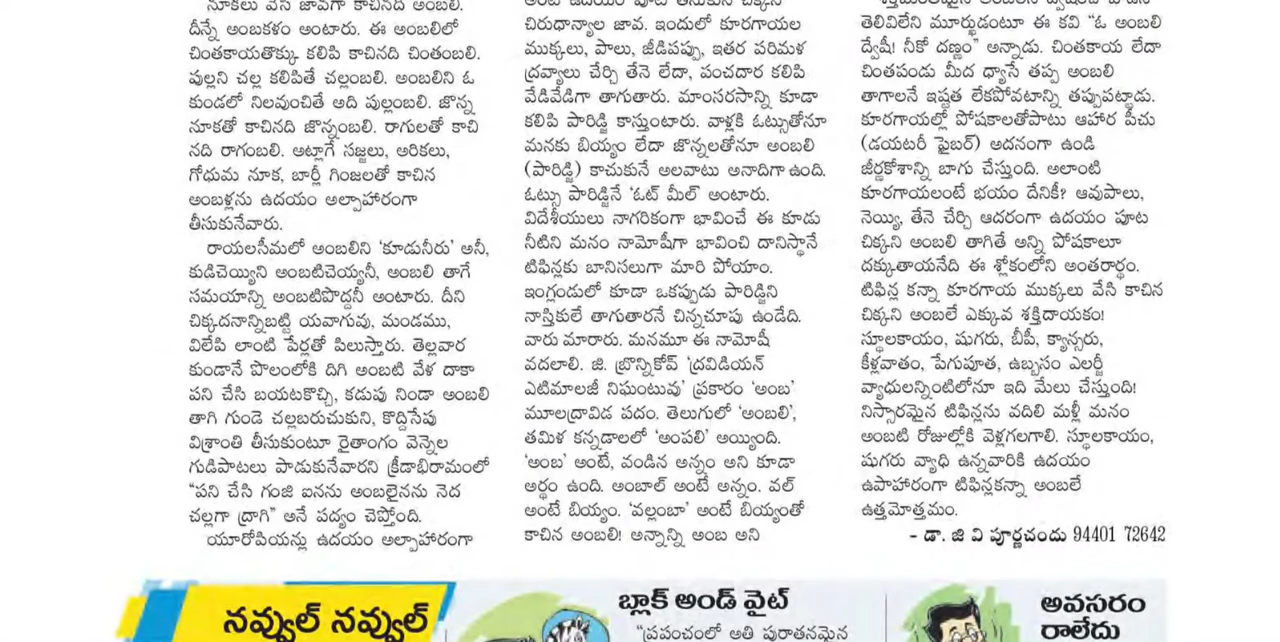 నూకలు వేసి జావగా కాచినది అంబలి.
దీన్నే అంబకళం అంటారు. ఈ అంబలిలో
చింతకాయతొక్కు కలిపి కాచినది చింతంబలి.
పుల్లని చల్ల కలిపితే చల్లంబలి. అంబలిని ఓ
కుండలో నిలవుంచితే అది పుల్లంబలి. జొన్న
నూకతో కాచినది జొన్నంబలి. రాగులతో కాచి
నది రాగంబలి. అట్లాగే సజ్జలు, అరికలు,
గోధుమ నూక, బార్లీ గింజలతో కాచిన
అంబళ్లను ఉదయం అల్పాహారంగా
తీసుకునేవారు.
రాయలసీమలో అంబలిని ‘కూడునీరు’ అనీ,
కుడిచెయ్యిని అంబటిచెయ్యనీ, అంబలి తాగే
సమయాన్ని అంబటిపొద్దనీ అంటారు. దీని
చిక్కదనాన్నిబట్టి యవాగువు, మండము,
విలేపి లాంటి పేర్లతో పిలుస్తారు. తెల్లవార
కుండానే పొలంలోకి దిగి అంబటి వేళ దాకా
పని చేసి బయటకొచ్చి, కడుపు నిండా అంబలి
తాగి గుండె చల్లబరుచుకుని, కొద్దిసేపు
విశ్రాంతి తీసుకుంటూ రైతాంగం వెన్నెల
గుడిపాటలు పాడుకునేవారని క్రీడాభిరామంలో
“పని చేసి గంజి ఐనను అంబలైనను నెద
చల్లగా ద్రాగి” అనే పద్యం చెప్తోంది.
యూరోపియన్లు ఉదయం అల్పాహారంగా
చిరుధాన్యాల జావ. ఇందులో కూరగాయల
ముక్కలు, పాలు, జీడిపప్పు, ఇతర పరిమళ
ద్రవ్యాలు చేర్చి తేనె లేదా, పంచదార కలిపి
వేడివేడిగా తాగుతారు. మాంసరసాన్ని కూడా
కలిపి పారిడ్జి కాస్తుంటారు. వాళ్లకి ఓట్సుతోనూ
మనకు బియ్యం లేదా జొన్నలతోనూ అంబలి
(పారిడ్జి) కాచుకునే అలవాటు అనాదిగా ఉంది.
ఓట్సు పారిడ్జినే ‘ఓట్ మీల్’ అంటారు.
విదేశీయులు నాగరికంగా భావించే ఈ కూడు
నీటిని మనం నామోషీగా భావించి దానిస్థానే
టిఫిన్లకు బానిసలుగా మారి పోయాం.
ఇంగ్లండులో కూడా ఒకప్పుడు పారిడ్జిని
నాస్తికులే తాగుతారనే చిన్నచూపు ఉండేది.
వారు మారారు. మనమూ ఈ నామోషీ
వదలాలి. జి. బ్రోన్నికోవ్ ‘ద్రవిడియన్
ఎటిమాలజీ నిఘంటువు’ ప్రకారం ‘అంబ’
మూలద్రావిడ పదం. తెలుగులో ‘అంబలి’,
తమిళ కన్నడాలలో ‘అంపలి’ అయ్యింది.
‘అంబ’ అంటే, వండిన అన్నం అని కూడా
అర్థం ఉంది. అంబాల్ అంటే అన్నం. వల్
అంటే బియ్యం. ‘వల్లంబా’ అంటే బియ్యంతో
కాచిన అంబలి! అన్నాన్ని అంబ అని
తెలివిలేని మూర్ఖుడంటూ ఈ కవి “ఓ అంబలి
ద్వేషీ! నీకో దణ్ణం” అన్నాడు. చింతకాయ లేదా
చింతపండు మీద ధ్యాసే తప్ప అంబలి
తాగాలనే ఇష్టత లేకపోవటాన్ని తప్పుపట్టాడు.
కూరగాయల్లో పోషకాలతోపాటు ఆహార పీచు
(డయటరీ ఫైబర్) అదనంగా ఉండి
జీర్ణకోశాన్ని బాగు చేస్తుంది. అలాంటి
కూరగాయలంటే భయం దేనికీ? ఆవుపాలు,
నెయ్యి, తేనె చేర్చి ఆదరంగా ఉదయం పూట
చిక్కని అంబలి తాగితే అన్ని పోషకాలూ
దక్కుతాయనేది ఈ శ్లోకంలోని అంతరార్థం.
టిఫిన్ల కన్నా కూరగాయ ముక్కలు వేసి కాచిన
చిక్కని అంబలే ఎక్కువ శక్తిదాయకం!
స్థూలకాయం, షుగరు, బీపీ, క్యాన్సరు,
కీళ్లవాతం, పేగుపూత, ఉబ్బసం ఎలర్జీ
వ్యాధులన్నింటిలోనూ ఇది మేలు చేస్తుంది!
నిస్సారమైన టిఫిన్లను వదిలి మళ్లీ మనం
అంబటి రోజుల్లోకి వెళ్లగలగాలి. స్థూలకాయం,
షుగరు వ్యాధి ఉన్నవారికి ఉదయం
ఉపాహారంగా టిఫిన్లకన్నా అంబలే
ఉత్తమోత్తమం.
- డా. జి వి పూర్ణచందు 94401 72642
నవ్వుల్ నవ్వుల్
బ్లాక్ అండ్ వైట్
“ప్రపంచంలో అతి పురాతనమైన
అవసరం
రాలేదు